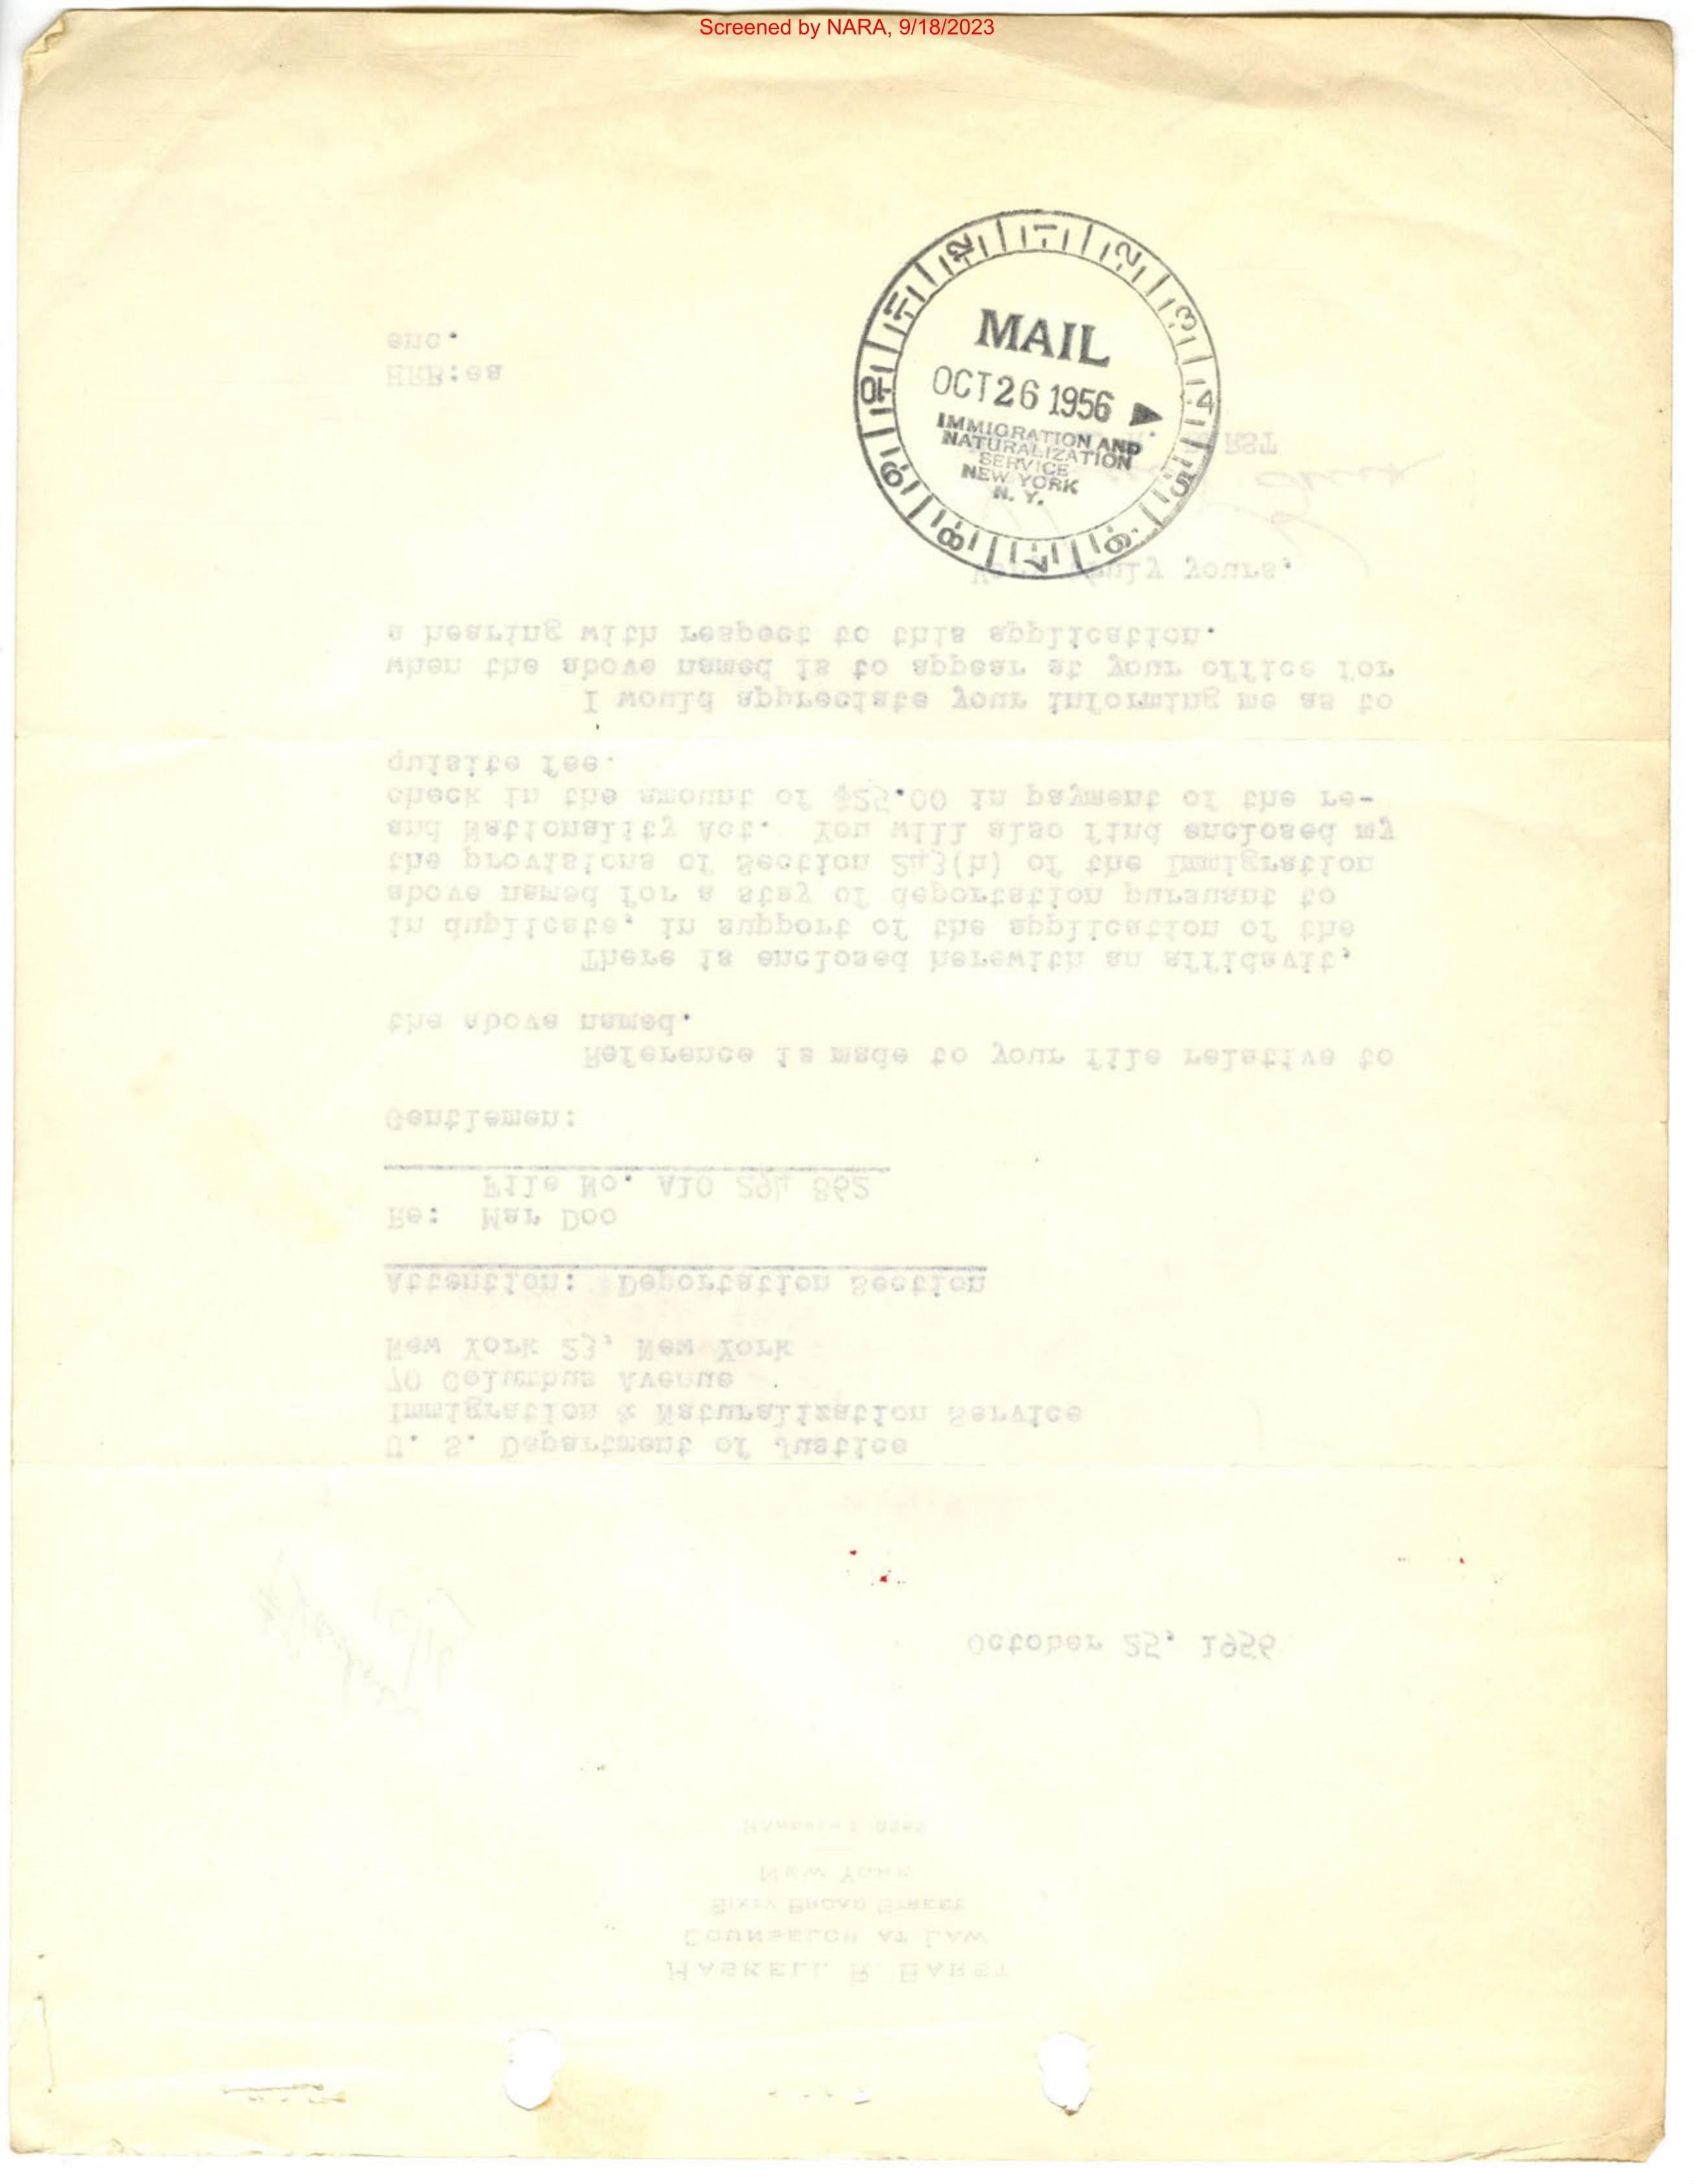 Screened by NARA, 9/18/2023
12 1 2 3 4 5 6 7 8 9 10 11
MAIL
OCT 26 1956
IMMIGRATION AND
NATURALIZATION
SERVICE
NEW YORK
N. Y.
HASKELL R. BARST
COUNSELOR AT LAW
SIXTY BROAD STREET
NEW YORK
HANOVER
October 25, 1956
U. S. Department of Justice
Immigration & Naturalization Service
70 Columbus Avenue
New York 23, New York
Attention: Deportation Section
Re: Mar Doo
File No. A10 294 862
Gentlemen:
Reference is made to your file relative to
the above named.
There is enclosed herewith an affidavit,
in duplicate, in support of the application of the
above named for a stay of deportation pursuant to
the provisions of Section 243(h) of the Immigration
and Nationality Act. You will also find enclosed my
check in the amount of $25.00 in payment of the re-
quisite fee.
I would appreciate your informing me as to
when the above named is to appear at your office for
a hearing with respect to this application.
Very truly yours,
HRB:es
enc.